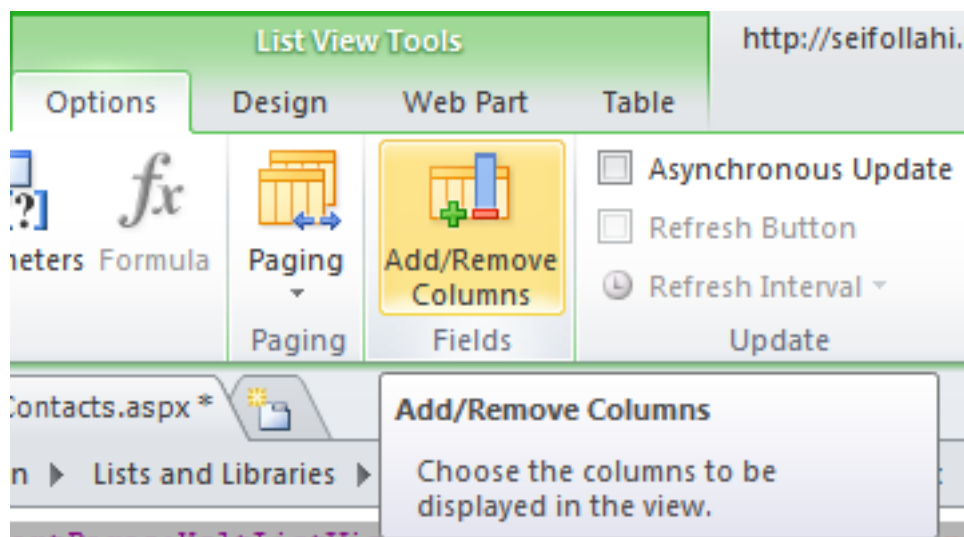 List View Tools
http://seifollahi.
Options Design Web Part Table
fx
[?]
Asynchronous Update
Refresh Button
Refresh Interval
Formula
Paging
Add/Remove
Columns
Paging Fields Update
Contacts.aspx *
Add/Remove Columns
Choose the columns to be
displayed in the view.
Lists and Libraries